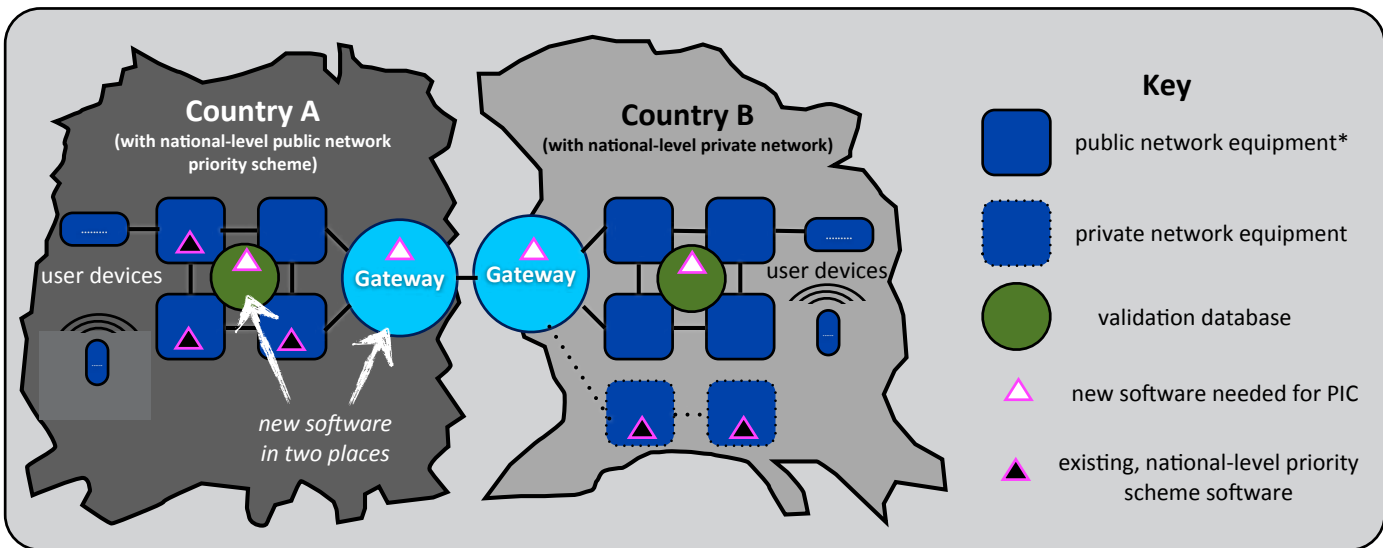 Country A
(with national-level public network
priority scheme)
user devices
.........
......
Gateway
new software
in two places
Country B
(with national-level private network)
Gateway
user devices
.........
......
Key
public network equipment*
private network equipment
validation database
new software needed for PIC
existing, national-level priority
scheme software